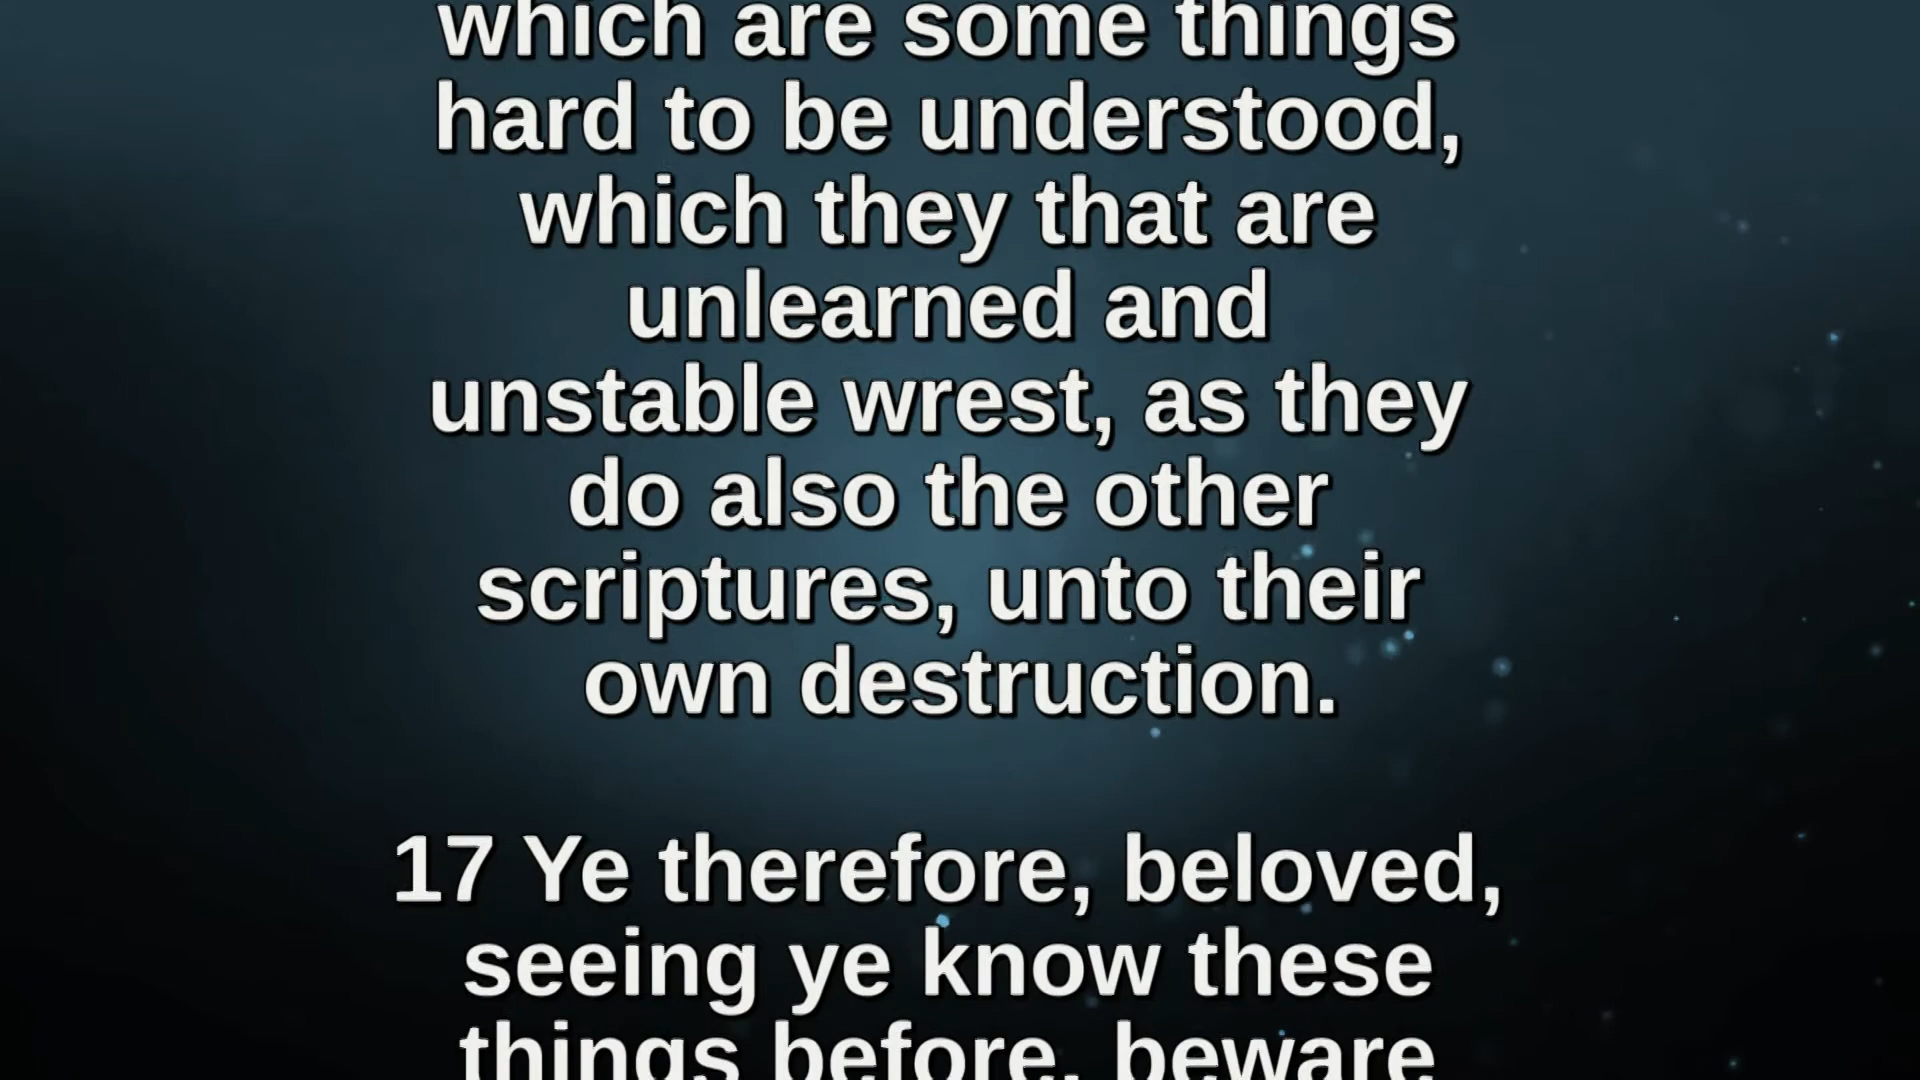 which are some things
hard to be understood,
which they that are
unlearned and
unstable wrest, as they
do also the other
scriptures, unto their
own destruction.
17 Ye therefore, beloved,
seeing ye know these
things before, beware